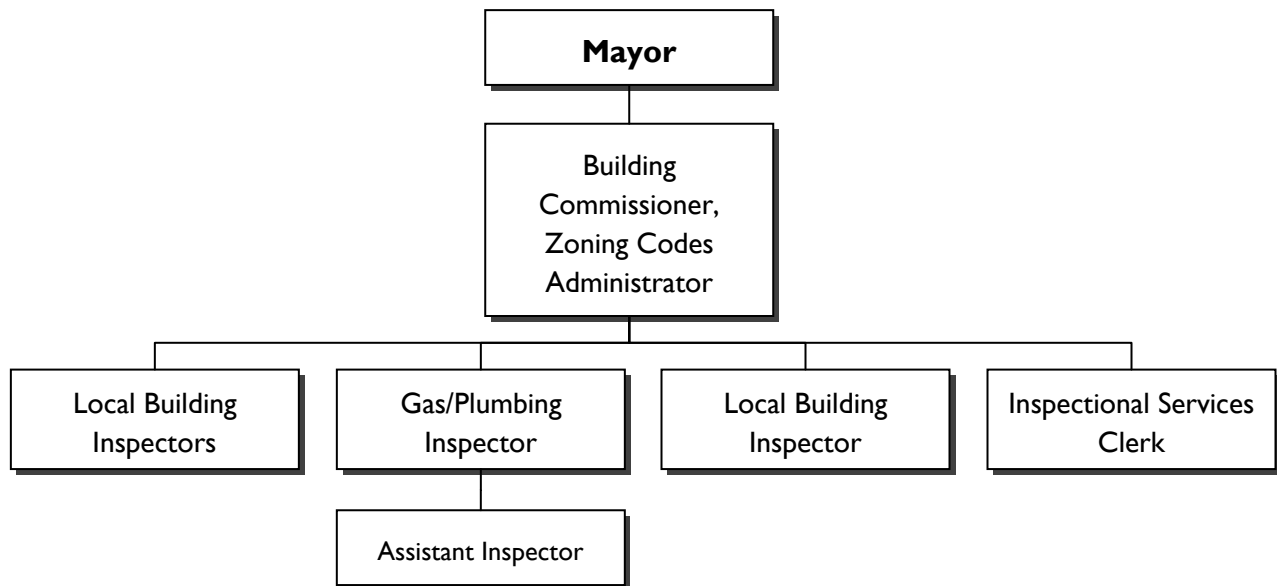 Mayor
Building
Commissioner,
Zoning Codes
Administrator
Local Building
Inspectors
Gas/Plumbing
Inspector
Local Building
Inspector
Inspectional Services
Clerk
Assistant Inspector